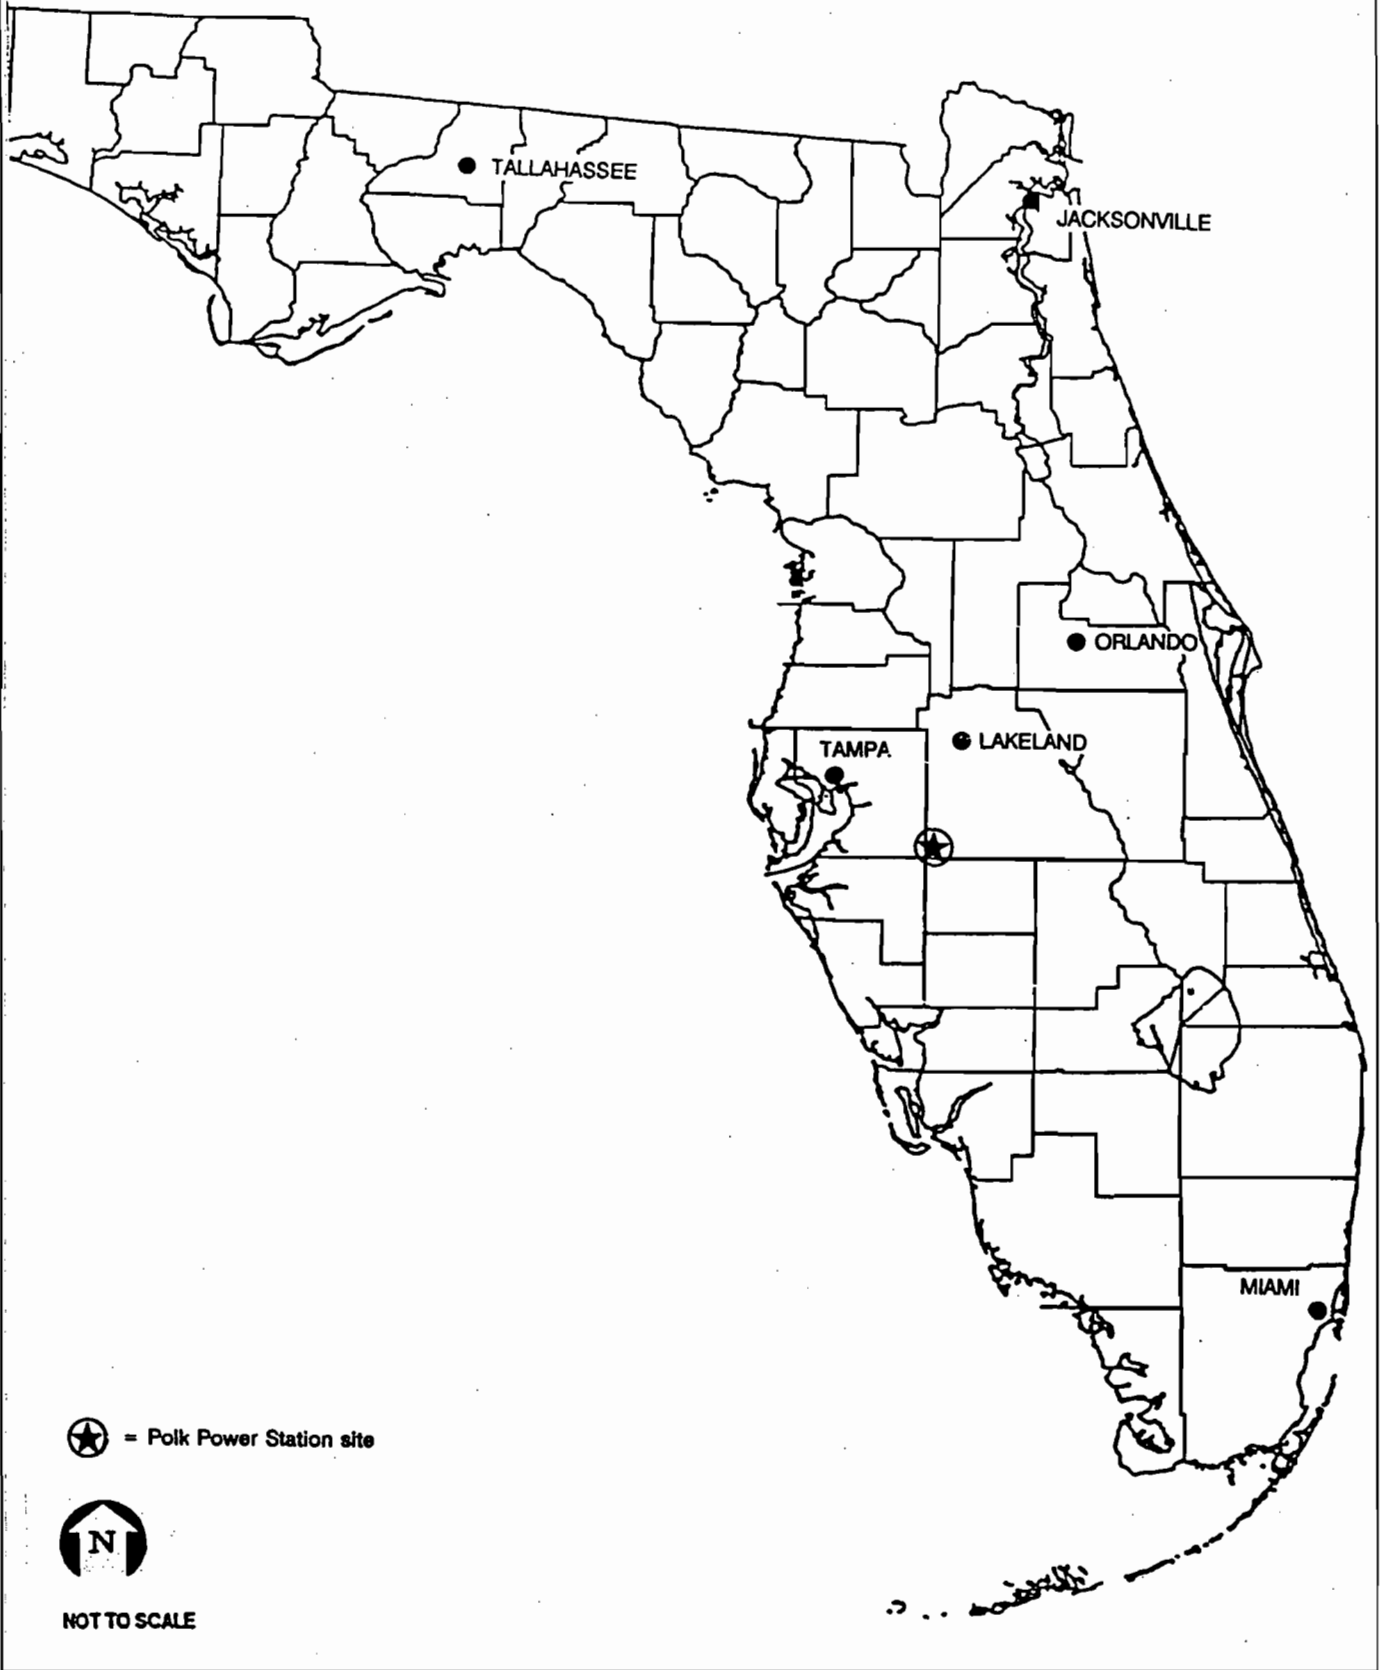 TALLAHASSEE
JACKSONVILLE
ORLANDO
LAKELAND
TAMPA
MIAMI
= Polk Power Station site
N
NOT TO SCALE